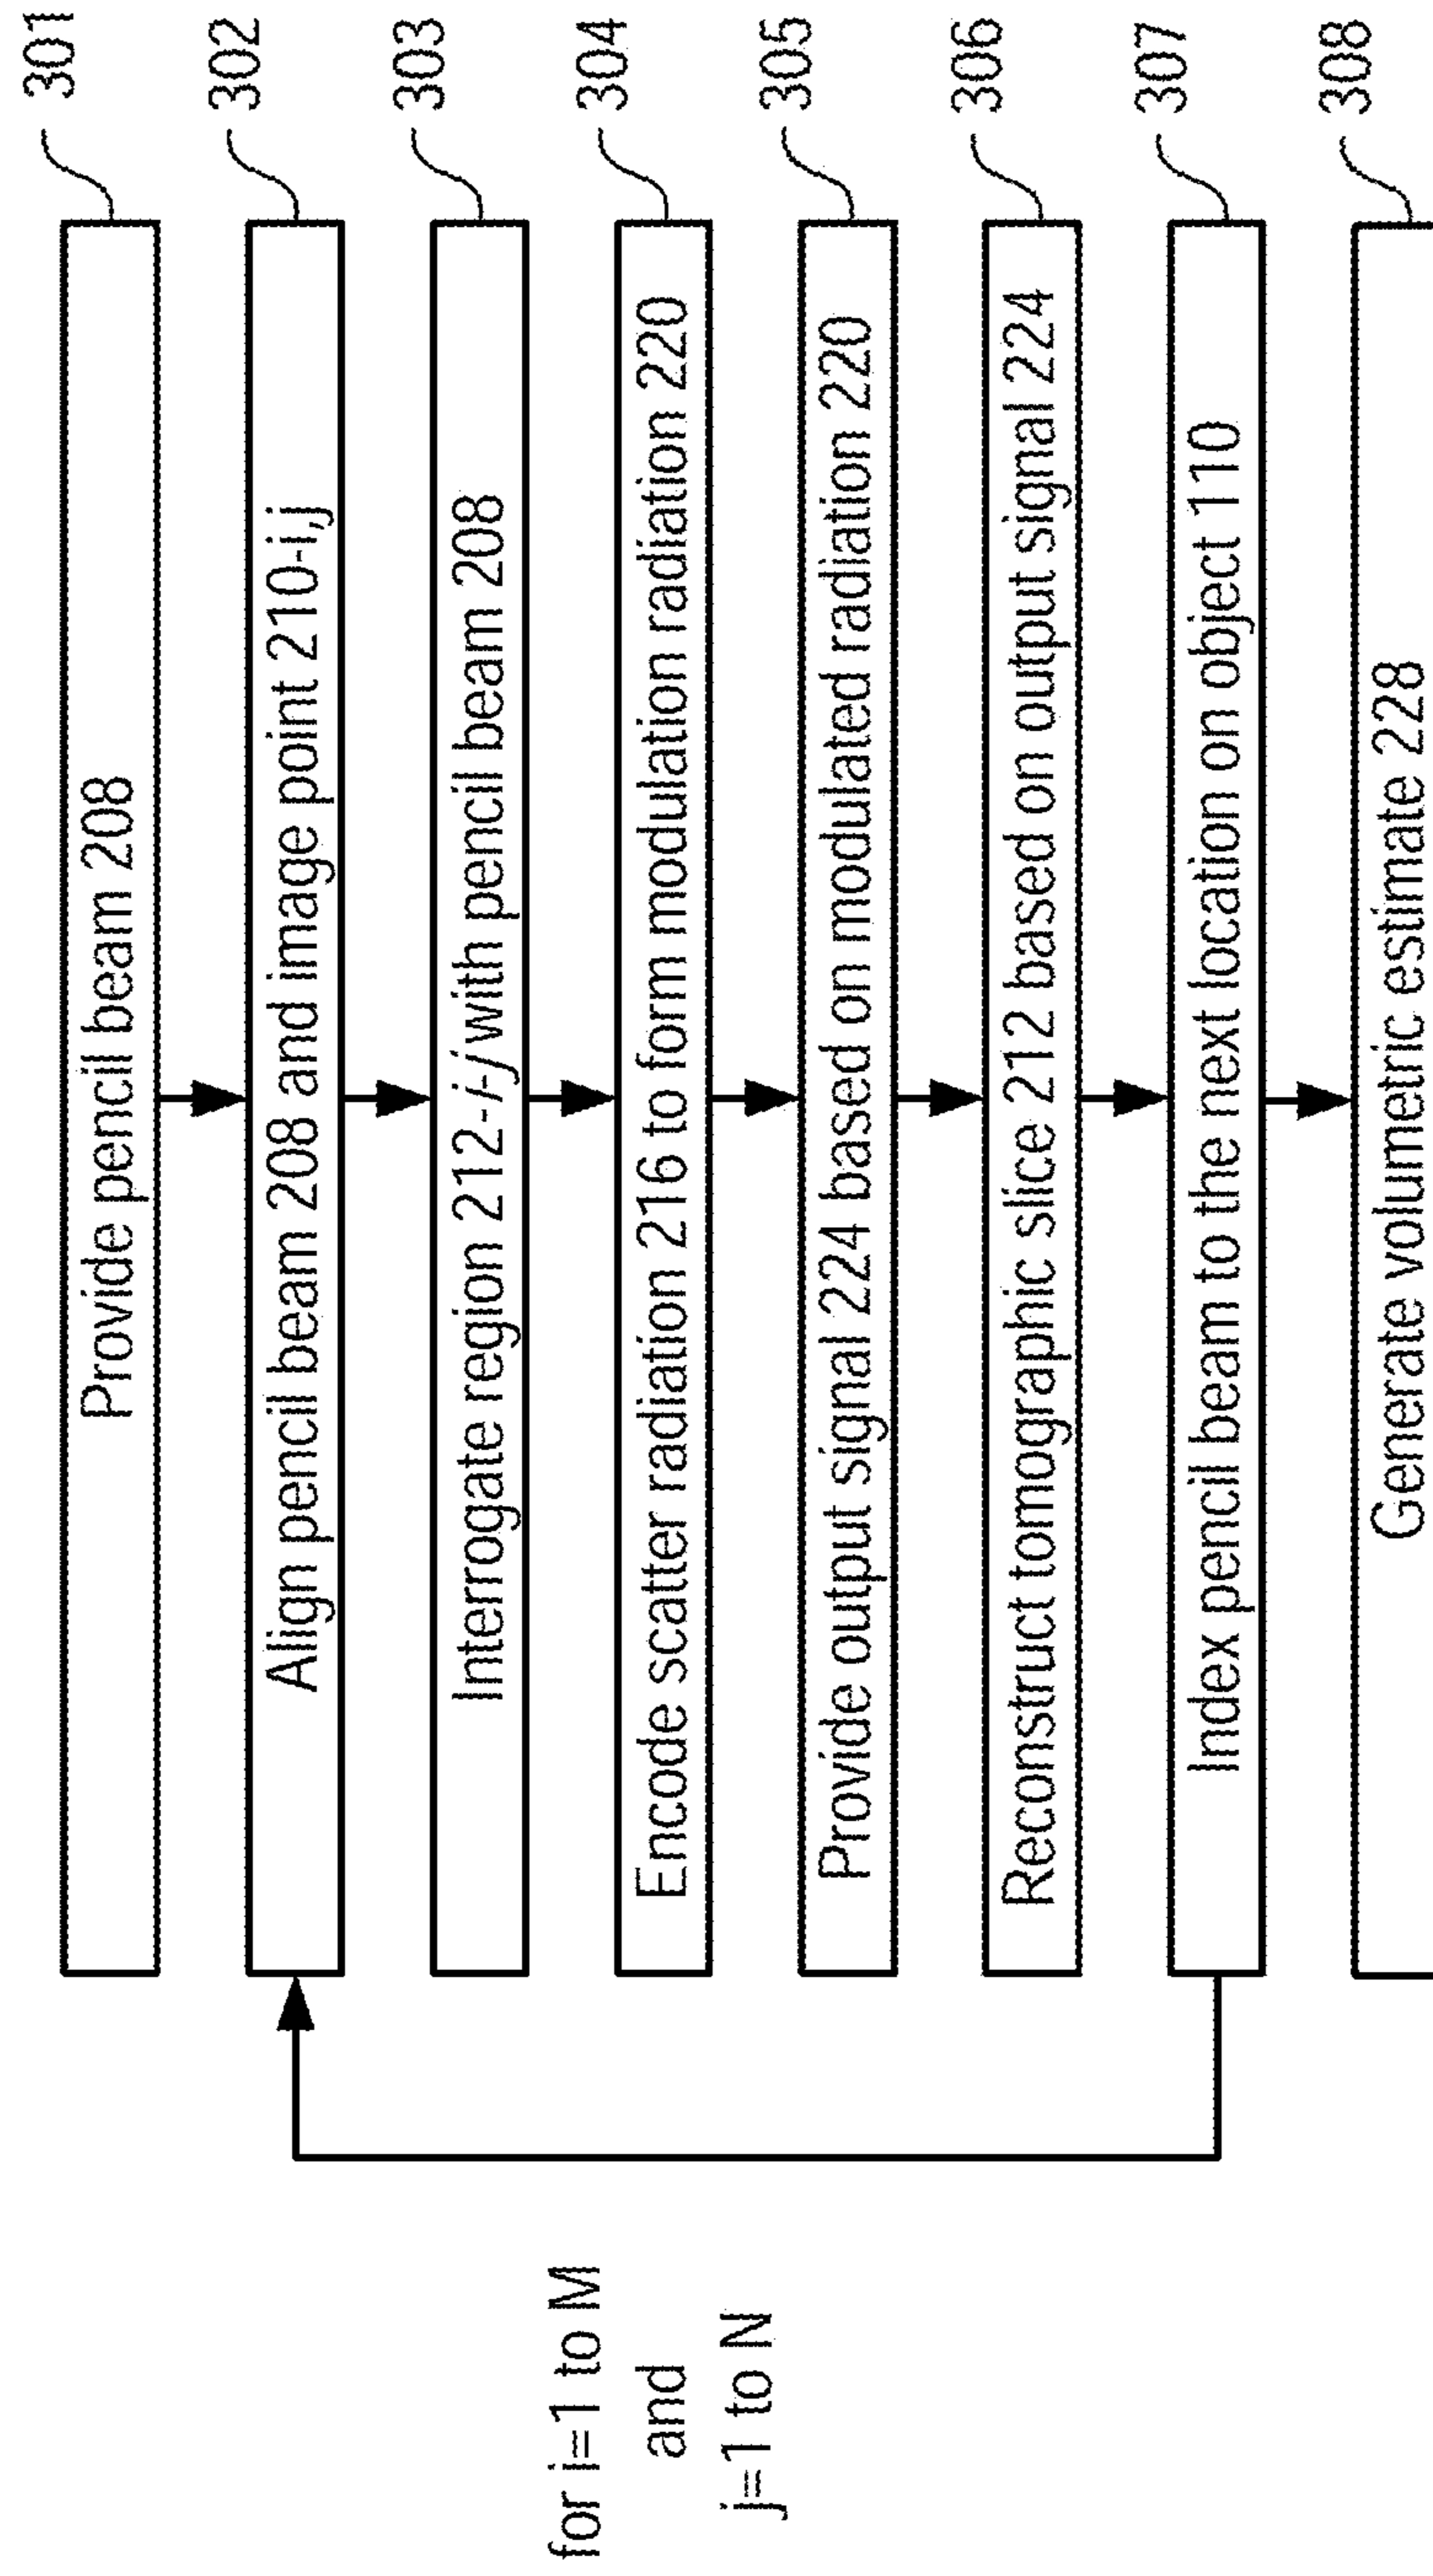 Provide pencil beam 208
301
Align pencil beam 208 and image point 210-i,j
302
Interrogate region 212-i-j with pencil beam 208
303
for i=1 to M
and
j=1 to N
Encode scatter radiation 216 to form modulation radiation 220
304
Provide output signal 224 based on modulated radiation 220
305
Reconstruct tomographic slice 212 based on output signal 224
306
Index pencil beam to the next location on object 110
307
Generate volumetric estimate 228
308